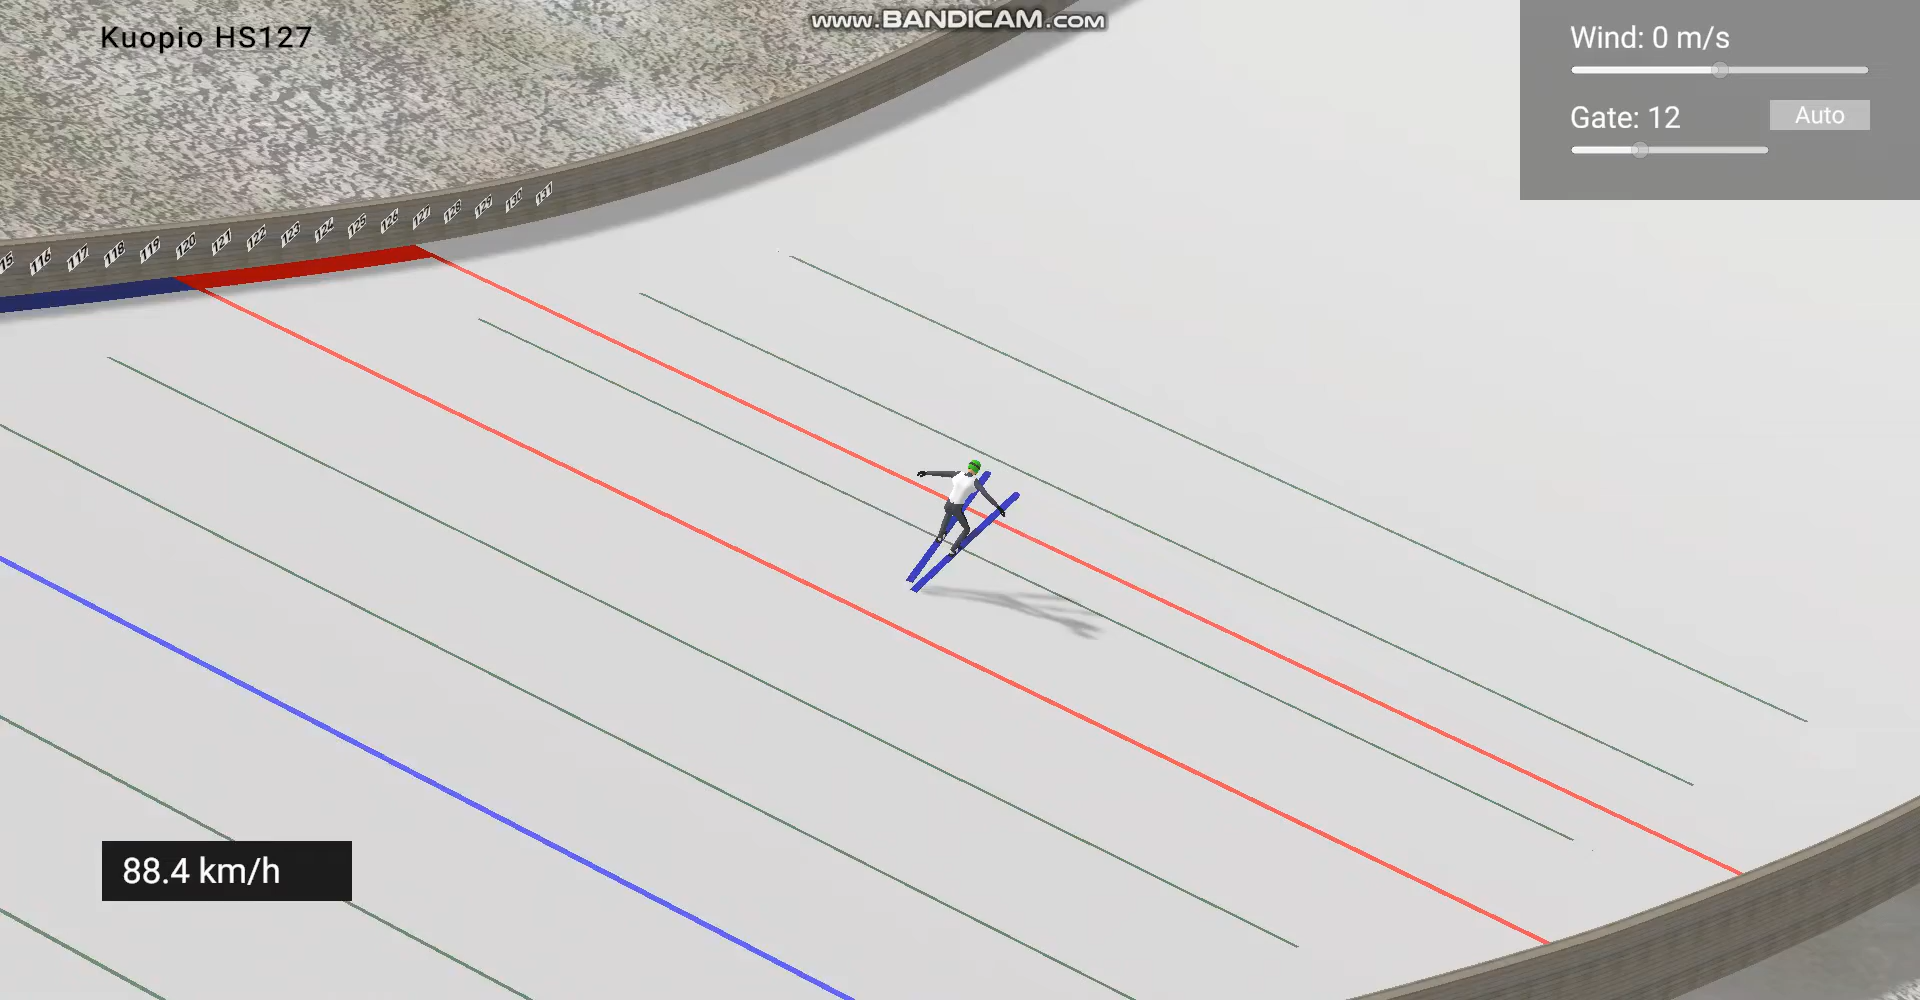 www.BANDICAM.com
Kuopio HS127
Wind: 0 m/s
Gate: 12
Auto
116 117 118 119 120 121 122 123 124 125 126 127 128 129 130 131
88.4 km/h